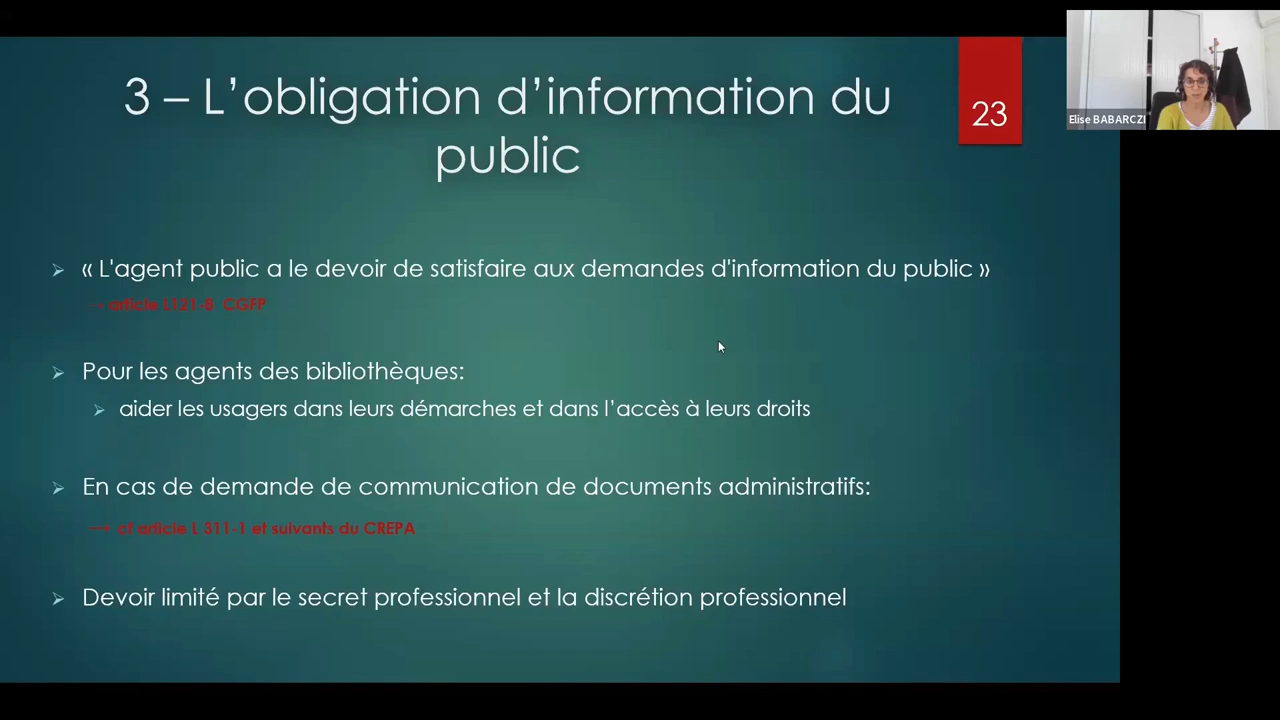 3 – L’obligation d’information du
public
23
Elise BABARCZI
« L'agent public a le devoir de satisfaire aux demandes d'information du public »
→ article L121-8 CGFP
Pour les agents des bibliothèques:
aider les usagers dans leurs démarches et dans l’accès à leurs droits
En cas de demande de communication de documents administratifs:
→ cf article L 311-1 et suivants du CREPA
Devoir limité par le secret professionnel et la discrétion professionnel